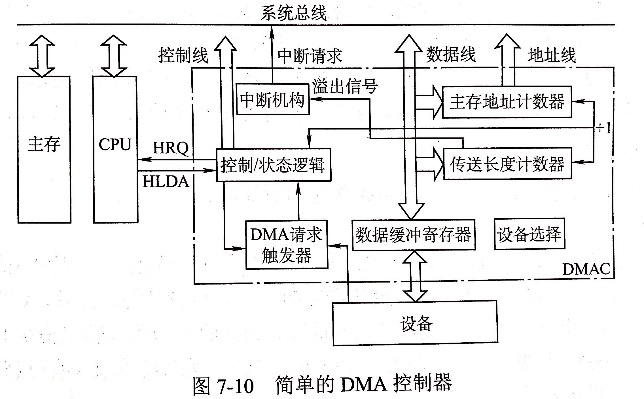 系统总线
控制线
中断请求
数据线
地址线
溢出信号
中断机构
主存地址计数器
主存
CPU
HRQ
HLDA
控制/状态逻辑
+1
传送长度计数器
DMA请求
触发器
数据缓冲寄存器
设备选择
DMAC
设备
图 7-10 简单的 DMA 控制器